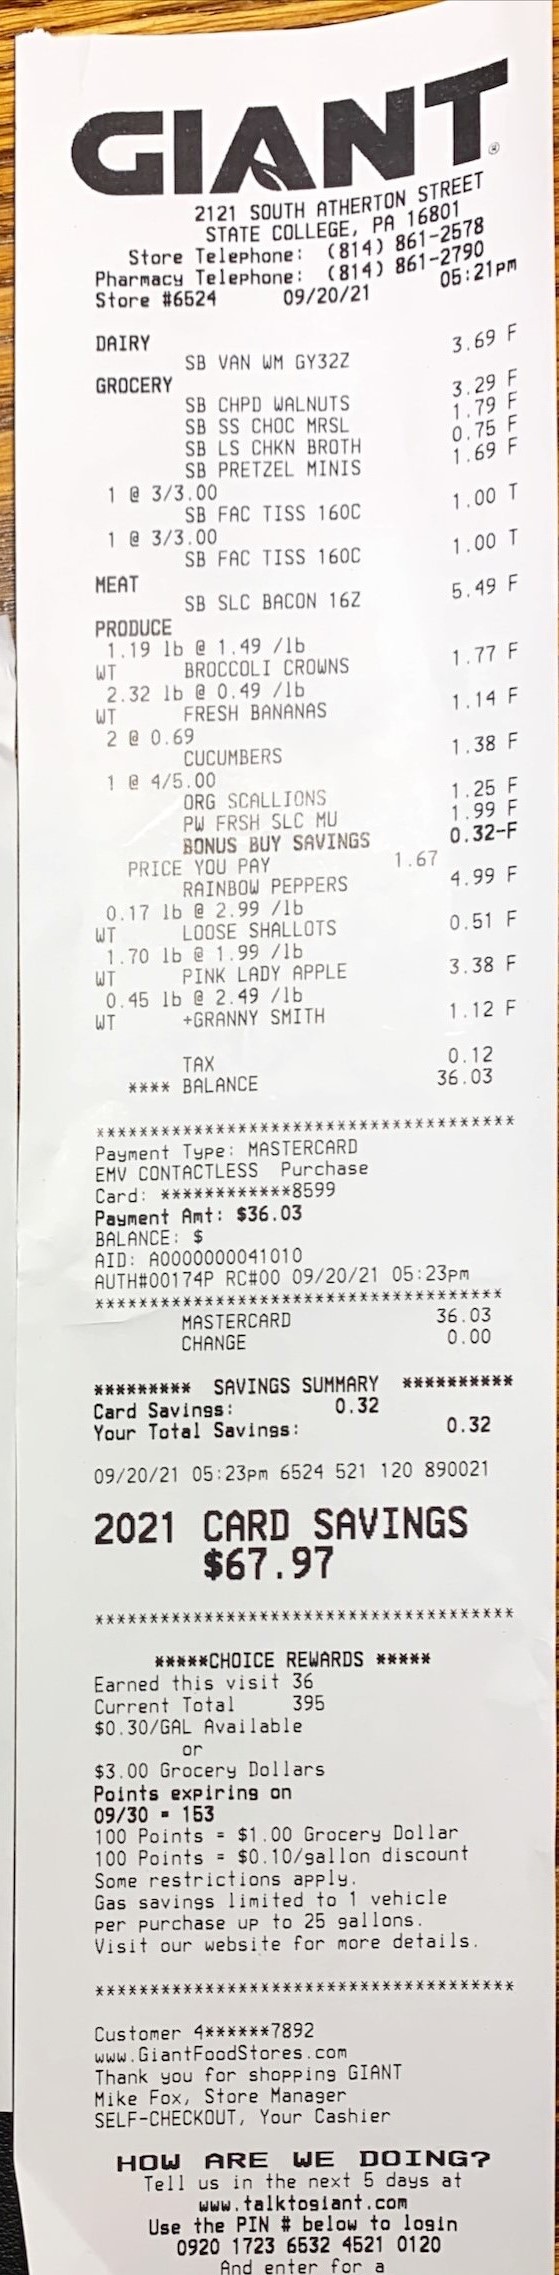 GIANT®
2121 SOUTH ATHERTON STREET
STATE COLLEGE, PA 16801
Store Telephone: (814) 861-2578
Pharmacy Telephone: (814) 861-2790
Store #6524 09/20/21 05:21pm
DAIRY
SB VAN WM GY32Z 3.69 F
GROCERY
SB CHPD WALNUTS 3.29 F
SB SS CHOC MRSL 1.79 F
SB LS CHKN BROTH 0.75 F
SB PRETZEL MINIS 1.69 F
1 @ 3/3.00
SB FAC TISS 160C 1.00 T
1 @ 3/3.00
SB FAC TISS 160C 1.00 T
MEAT
SB SLC BACON 16Z 5.49 F
PRODUCE
1.19 lb @ 1.49 /lb
WT BROCCOLI CROWNS 1.77 F
2.32 lb @ 0.49 /lb
WT FRESH BANANAS 1.14 F
2 @ 0.69
CUCUMBERS 1.38 F
1 @ 4/5.00
ORG SCALLIONS 1.25 F
PW FRSH SLC MU 1.99 F
BONUS BUY SAVINGS 0.32-F
PRICE YOU PAY 1.67
RAINBOW PEPPERS 4.99 F
0.17 lb @ 2.99 /lb
WT LOOSE SHALLOTS 0.51 F
1.70 lb @ 1.99 /lb
WT PINK LADY APPLE 3.38 F
0.45 lb @ 2.49 /lb
WT +GRANNY SMITH 1.12 F
TAX 0.12
**** BALANCE 36.03
***************************************
Payment Type: MASTERCARD
EMV CONTACTLESS Purchase
Card: ************8599
Payment Amt: $36.03
BALANCE: $
AID: A0000000041010
AUTH#00174P RC#00 09/20/21 05:23pm
***************************************
MASTERCARD 36.03
CHANGE 0.00
********* SAVINGS SUMMARY **********
Card Savings: 0.32
Your Total Savings: 0.32
09/20/21 05:23pm 6524 521 120 890021
2021 CARD SAVINGS
$67.97
***************************************
*****CHOICE REWARDS *****
Earned this visit 36
Current Total 395
$0.30/GAL Available
or
$3.00 Grocery Dollars
Points expiring on
09/30 = 153
100 Points = $1.00 Grocery Dollar
100 Points = $0.10/gallon discount
Some restrictions apply.
Gas savings limited to 1 vehicle
per purchase up to 25 gallons.
Visit our website for more details.
***************************************
Customer 4******7892
www.GiantFoodStores.com
Thank you for shopping GIANT
Mike Fox, Store Manager
SELF-CHECKOUT, Your Cashier
HOW ARE WE DOING?
Tell us in the next 5 days at
www.talktogiant.com
Use the PIN # below to login
0920 1723 6532 4521 0120
And enter for a